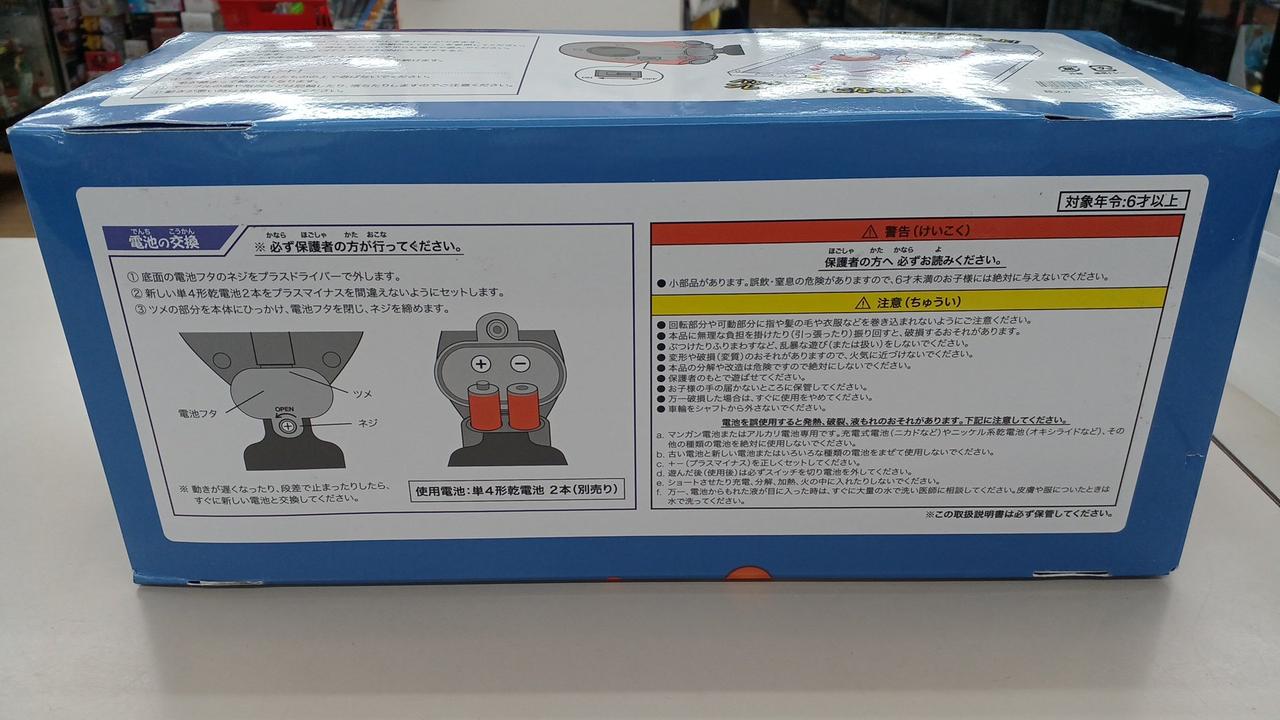 対象年令:6才以上
電池の交換
でんち こうかん
※ 必ず保護者の方が行ってください。
かなら ほごしゃ かた おこな
① 底面の電池フタのネジをプラスドライバーで外します。
② 新しい単4形乾電池2本をプラスマイナスを間違えないようにセットします。
③ ツメの部分を本体にひっかけ、電池フタを閉じ、ネジを締めます。
電池フタ
OPEN
ツメ
ネジ
+ −
※ 動きが遅くなったり、段差で止まったりしたら、
すぐに新しい電池と交換してください。
使用電池:単4形乾電池 2本(別売り)
⚠ 警告(けいこく)
ほごしゃ かた かなら よ
保護者の方へ 必ずお読みください。
● 小部品があります。誤飲・窒息の危険がありますので、6才未満のお子様には絶対に与えないでください。
⚠ 注意(ちゅうい)
● 回転部分や可動部分に指や髪の毛や衣服などを巻き込まれないようにご注意ください。
● 本品に無理な負担を掛けたり(引っ張ったり)振り回すと、破損するおそれがあります。
● ぶつけたりふりまわすなど、乱暴な遊び(または扱い)をしないでください。
● 変形や破損(変質)のおそれがありますので、火気に近づけないでください。
● 本品の分解や改造は危険ですので絶対にしないでください。
● 保護者のもとで遊ばせてください。
● お子様の手の届かないところに保管してください。
● 万一破損した場合は、すぐに使用をやめてください。
● 車輪をシャフトから外さないください。
電池を誤使用すると発熱、破裂、液もれのおそれがあります。下記に注意してください。
a. マンガン電池またはアルカリ電池専用です。充電式電池(ニカドなど)やニッケル系乾電池(オキシライドなど)、その
他の種類の電池を絶対に使用しないでください。
b. 古い電池と新しい電池またはいろいろな種類の電池をまぜて使用しないでください。
c. +−(プラスマイナス)を正しくセットしてください。
d. 遊んだ後(使用後)は必ずスイッチを切り電池を外してください。
e. ショートさせたり充電、分解、加熱、火の中に入れたりしないでください。
f. 万一、電池からもれた液が目に入った時は、すぐに大量の水で洗い医師に相談してください。皮膚や服についたときは
水で洗ってください。
※この取扱説明書は必ず保管してください。